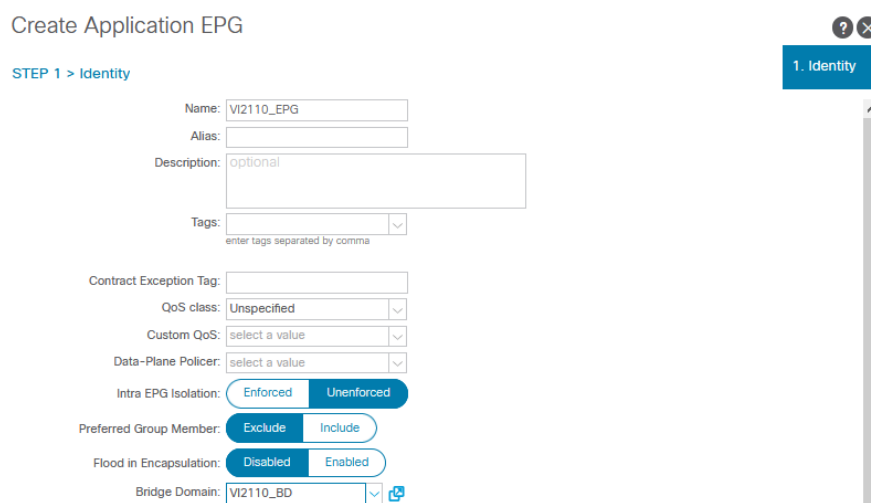 Create Application EPG
?
STEP 1 > Identity
1. Identity
Name: VI2110_EPG
Alias:
Description: optional
Tags:
enter tags separated by comma
Contract Exception Tag:
QoS class: Unspecified
Custom QoS: select a value
Data-Plane Policer: select a value
Intra EPG Isolation: Enforced Unenforced
Preferred Group Member: Exclude Include
Flood in Encapsulation: Disabled Enabled
Bridge Domain: VI2110_BD